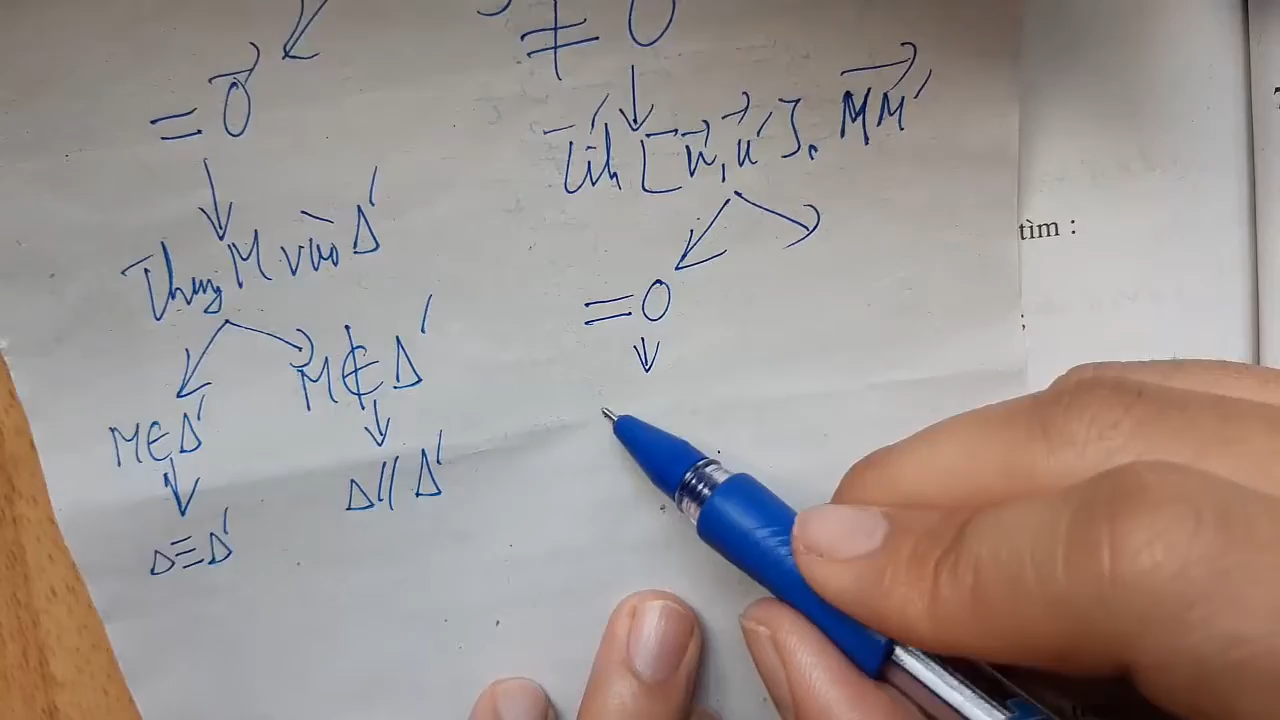 ≠ 0
= 0⃗
Tính [u⃗, u⃗']. MM'⃗
tìm :
Thay M vào Δ'
= 0
M ∉ Δ'
M ∈ Δ'
Δ // Δ'
Δ ≡ Δ'